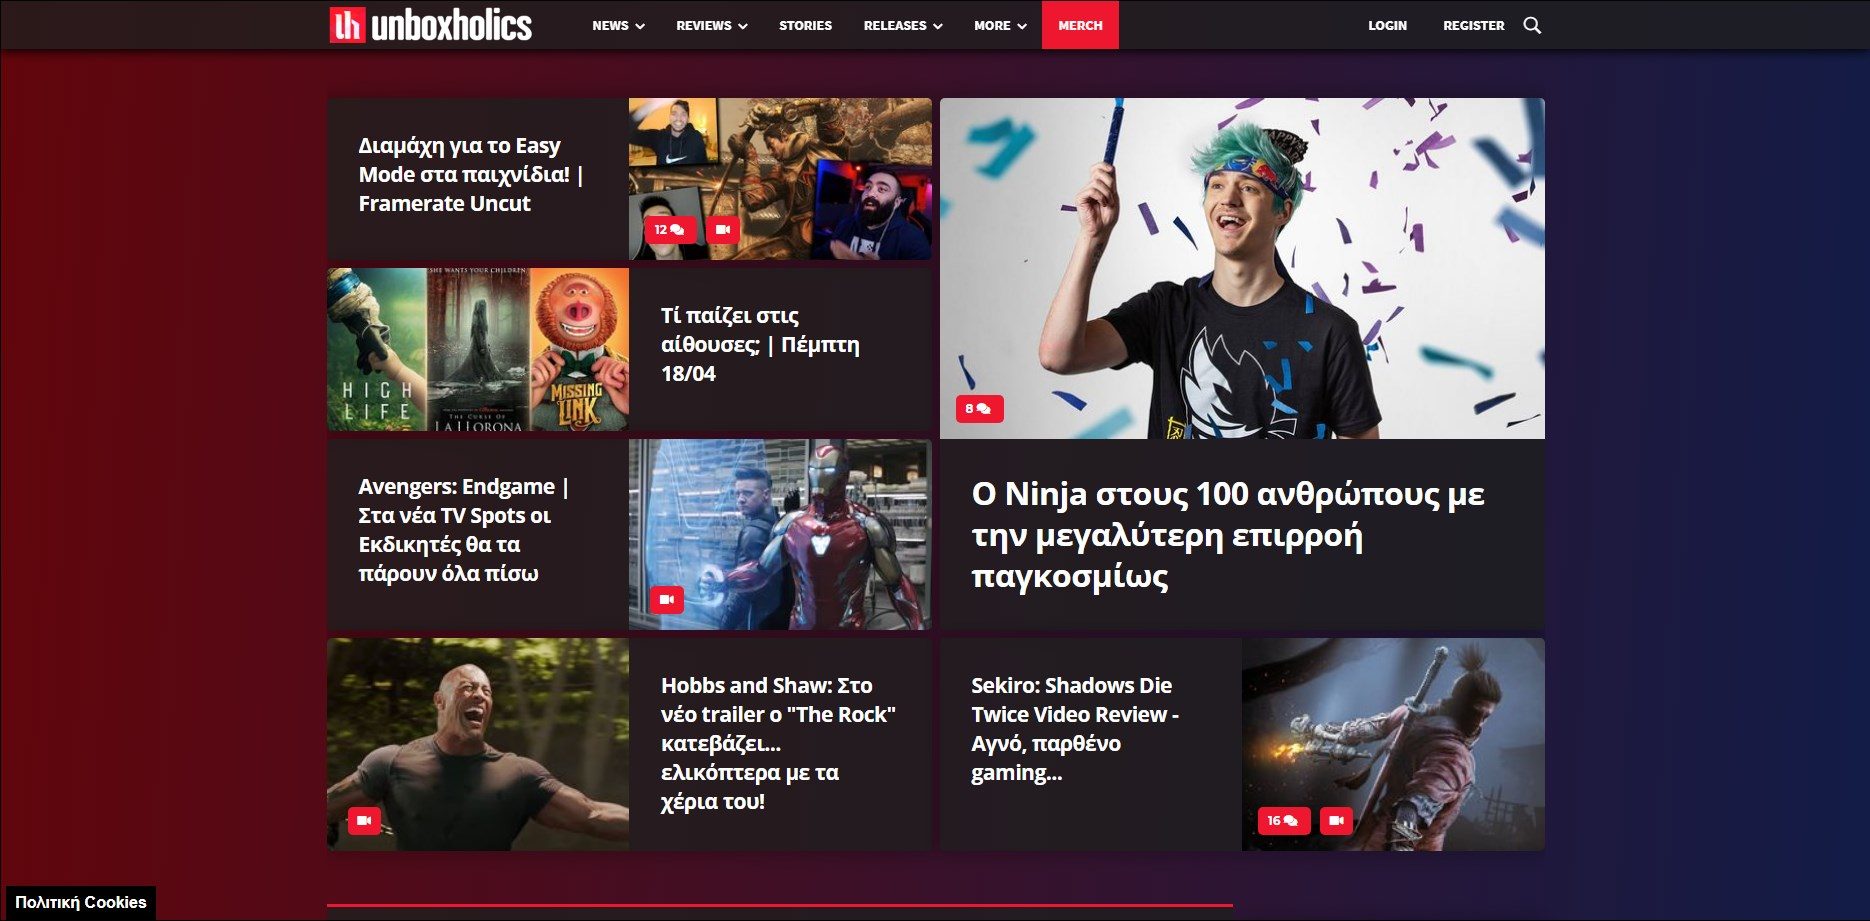 unboxholics
NEWS
REVIEWS
STORIES
RELEASES
MORE
MERCH
LOGIN
REGISTER
Διαμάχη για το Easy
Mode στα παιχνίδια! |
Framerate Uncut
12
SHE WANTS YOUR CHILDREN
HIGH
LIFE
THE CURSE OF
LA LLORONA
MISSING
LINK
Τί παίζει στις
αίθουσες; | Πέμπτη
18/04
Avengers: Endgame |
Στα νέα TV Spots οι
Εκδικητές θα τα
πάρουν όλα πίσω
8
Ο Ninja στους 100 ανθρώπους με
την μεγαλύτερη επιρροή
παγκοσμίως
Hobbs and Shaw: Στο
νέο trailer ο "The Rock"
κατεβάζει...
ελικόπτερα με τα
χέρια του!
Sekiro: Shadows Die
Twice Video Review -
Αγνό, παρθένο
gaming...
16
Πολιτική Cookies